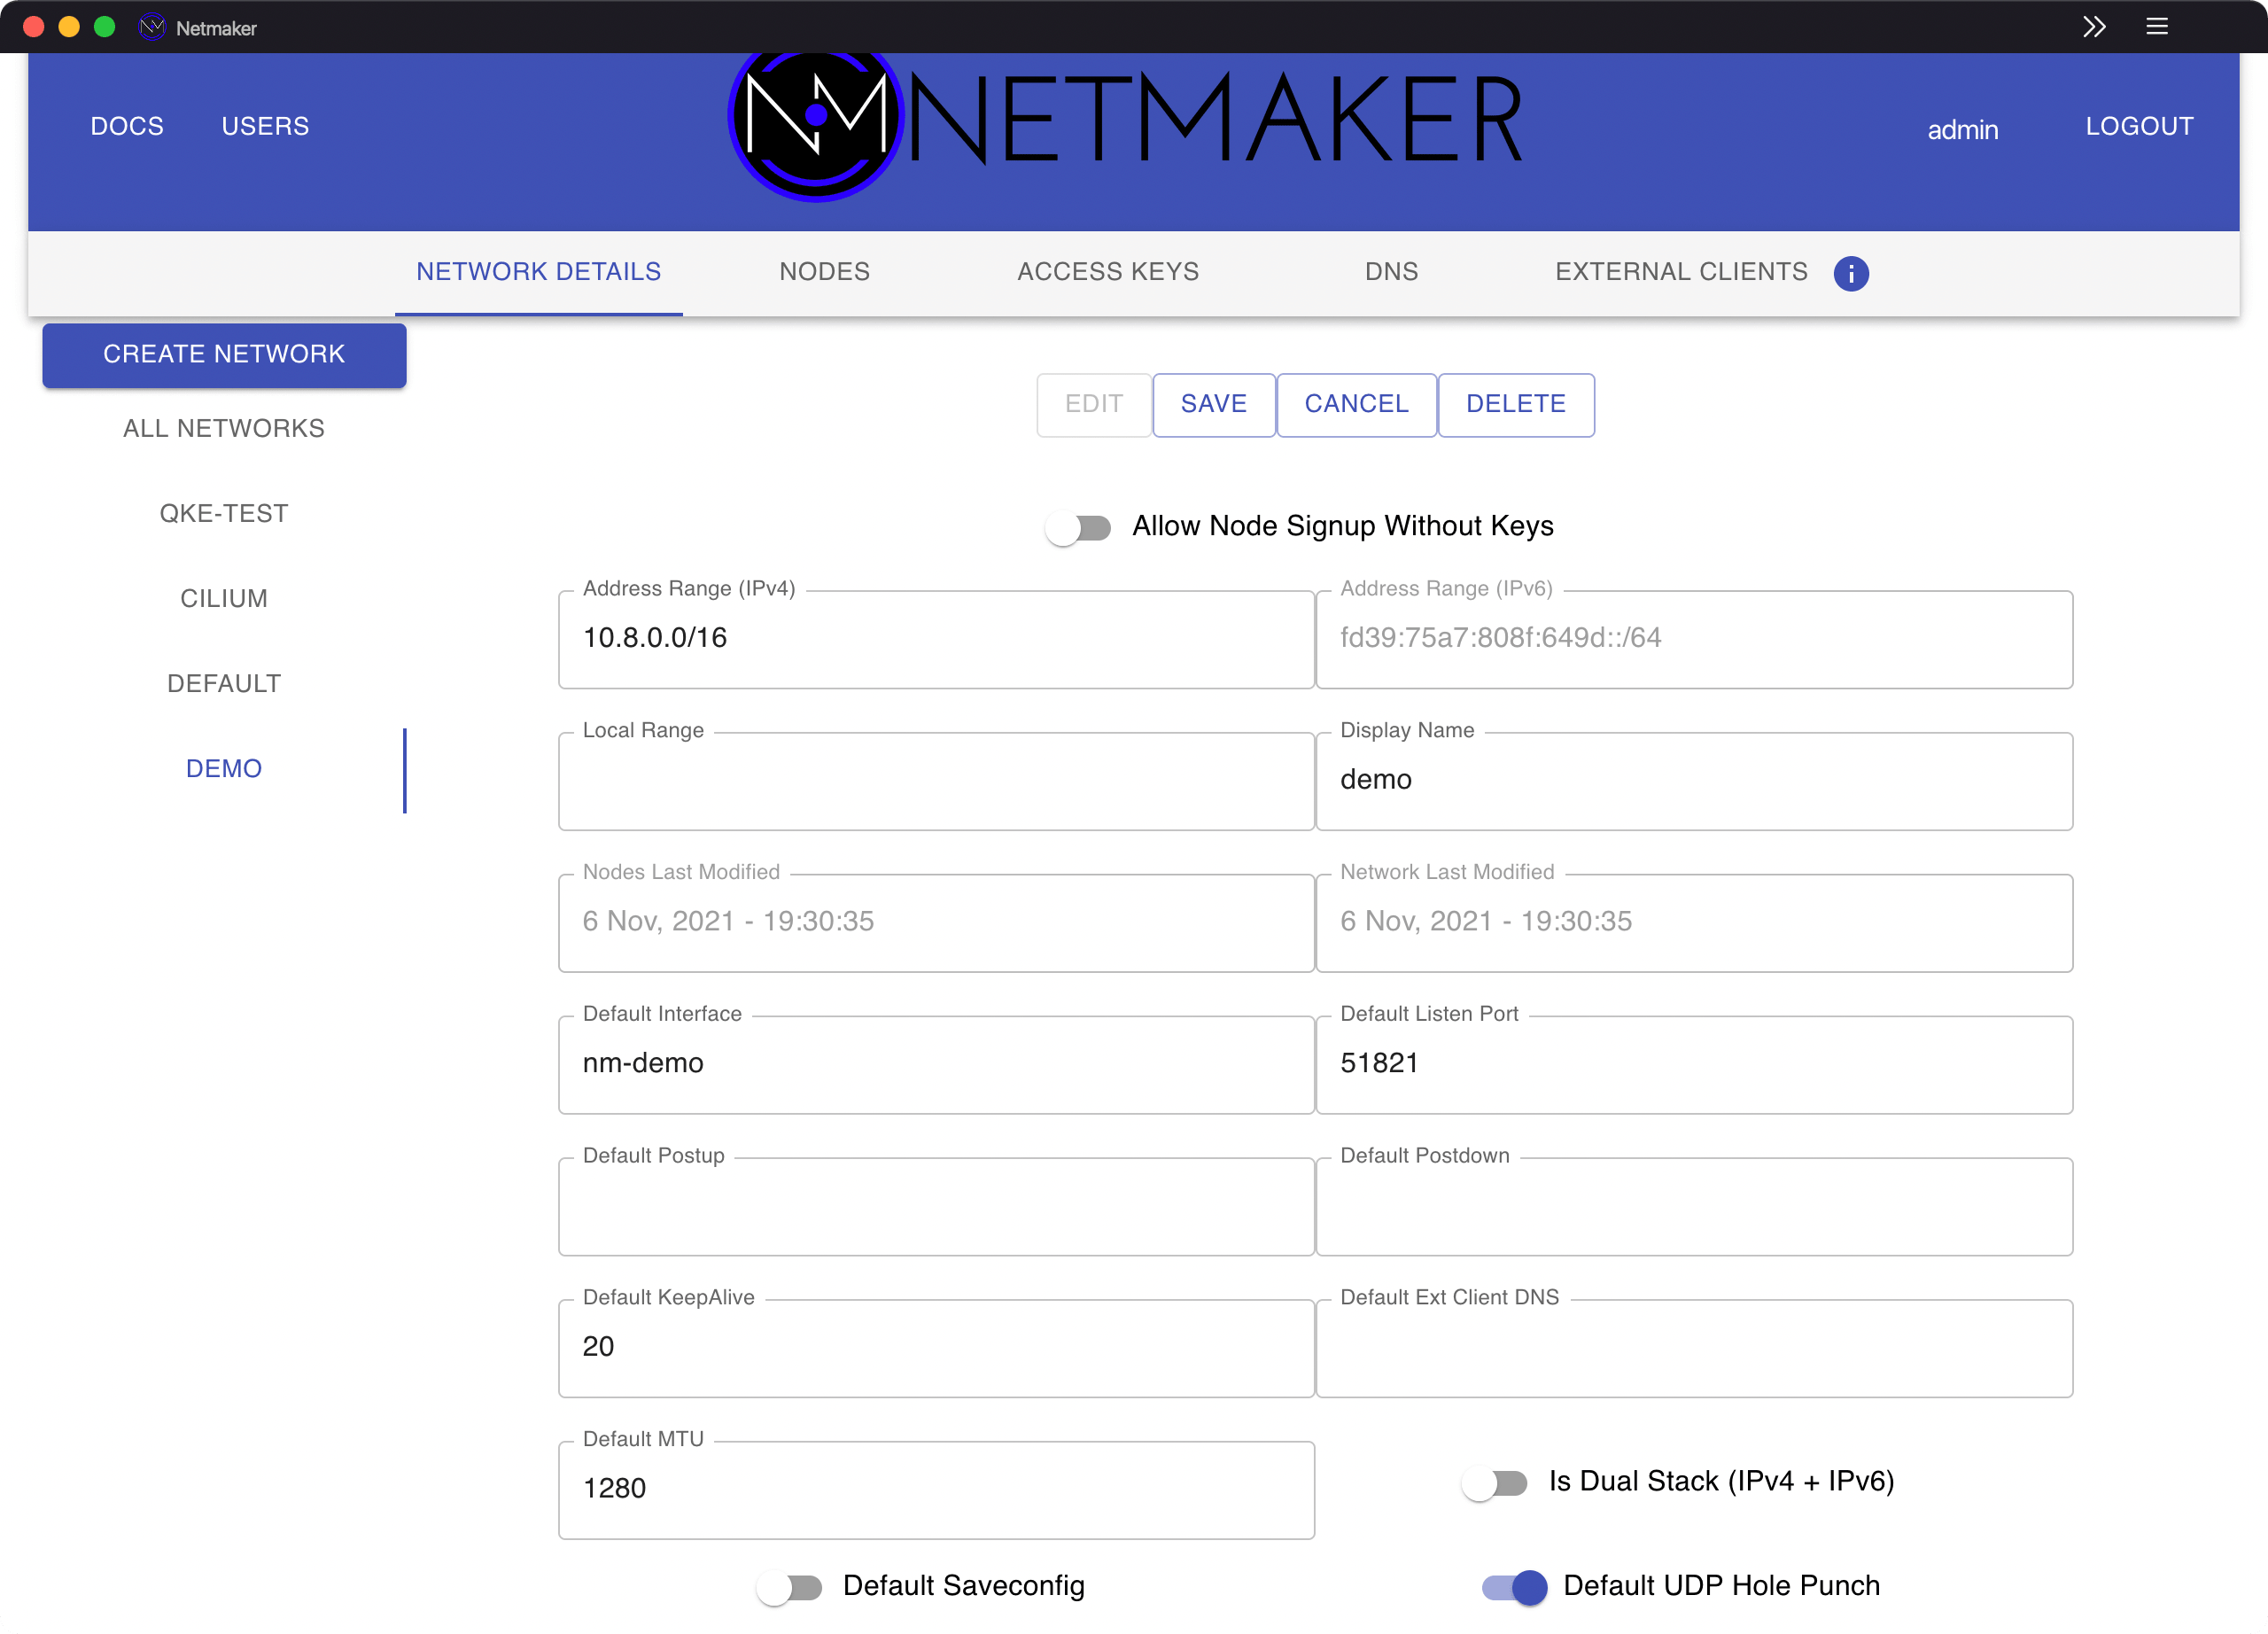 Netmaker
DOCS USERS NM NETMAKER admin LOGOUT
NETWORK DETAILS NODES ACCESS KEYS DNS EXTERNAL CLIENTS i
CREATE NETWORK
ALL NETWORKS
QKE-TEST
CILIUM
DEFAULT
DEMO
EDIT SAVE CANCEL DELETE
Allow Node Signup Without Keys
Address Range (IPv4) Address Range (IPv6)
10.8.0.0/16 fd39:75a7:808f:649d::/64
Local Range Display Name
demo
Nodes Last Modified Network Last Modified
6 Nov, 2021 - 19:30:35 6 Nov, 2021 - 19:30:35
Default Interface Default Listen Port
nm-demo 51821
Default Postup Default Postdown
Default KeepAlive Default Ext Client DNS
20
Default MTU
1280 Is Dual Stack (IPv4 + IPv6)
Default Saveconfig Default UDP Hole Punch